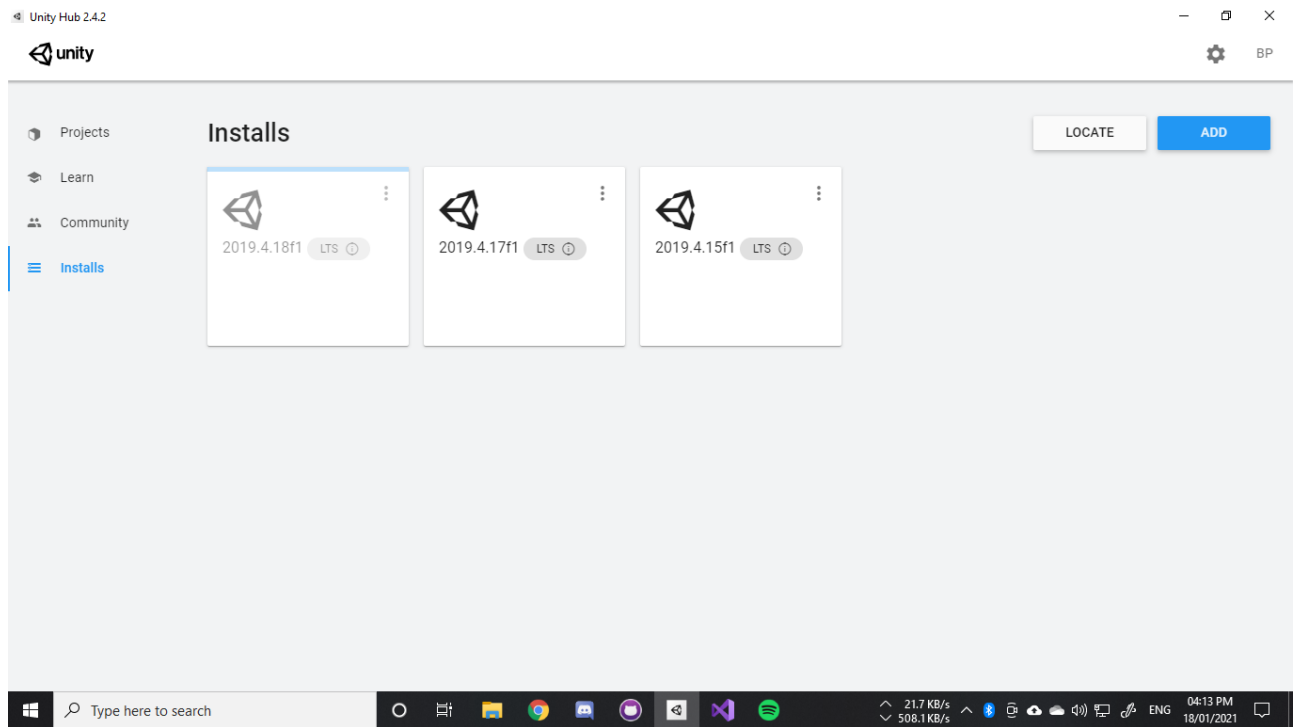 Unity Hub 2.4.2
unity
BP
Projects
Learn
Community
Installs
Installs
LOCATE
ADD
2019.4.18f1 LTS
2019.4.17f1 LTS
2019.4.15f1 LTS
Type here to search
21.7 KB/s
508.1 KB/s
ENG
04:13 PM
18/01/2021